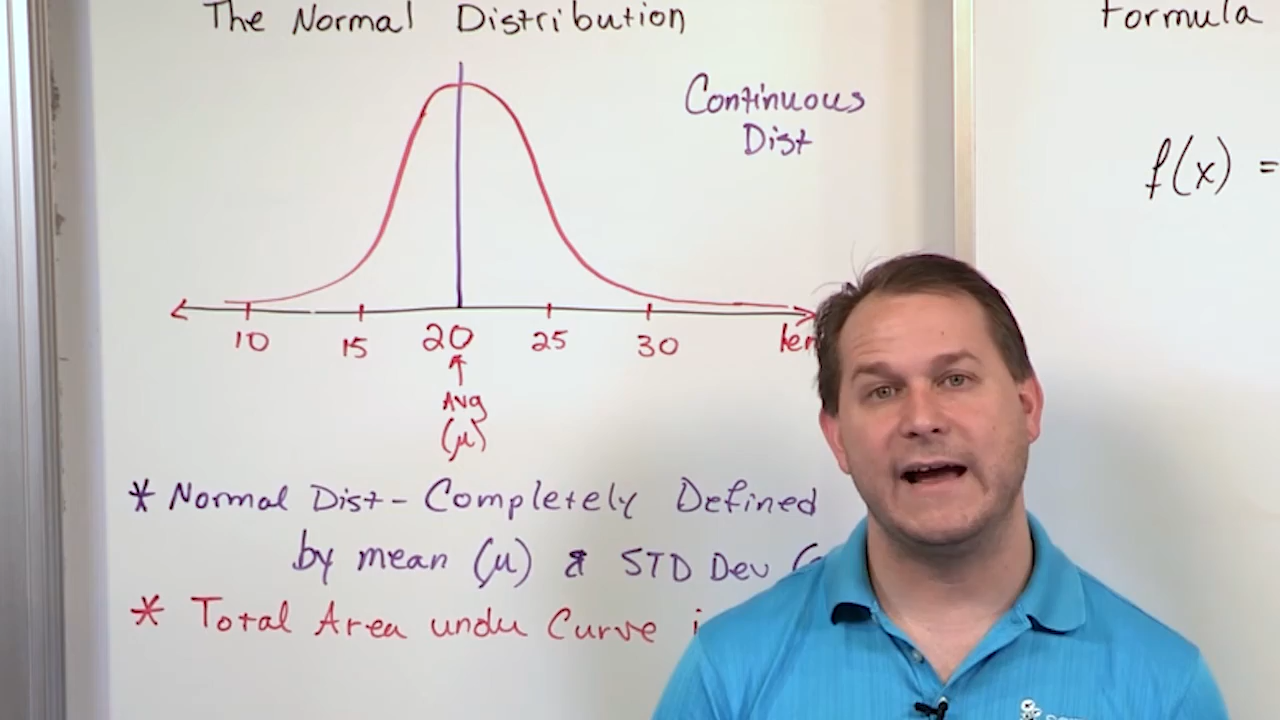 The Normal Distribution
Formula
Continuous
Dist
f(x) =
10 15 20 25 30
Avg
(μ)
* Normal Dist - Completely Defined
by mean (μ) & STD Dev (
* Total Area under Curve